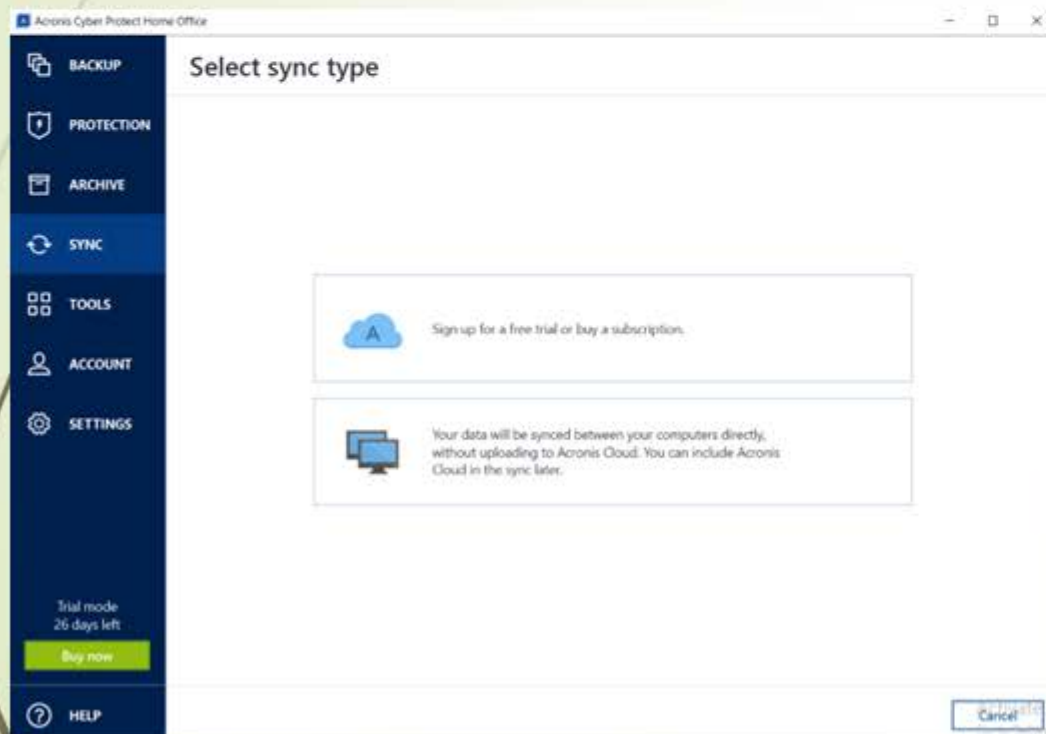 Acronis Cyber Protect Home Office
BACKUP
PROTECTION
ARCHIVE
SYNC
TOOLS
ACCOUNT
SETTINGS
Trial mode
26 days left
Buy now
HELP
Select sync type
A
Sign up for a free trial or buy a subscription.
Your data will be synced between your computers directly,
without uploading to Acronis Cloud. You can include Acronis
Cloud in the sync later.
Cancel